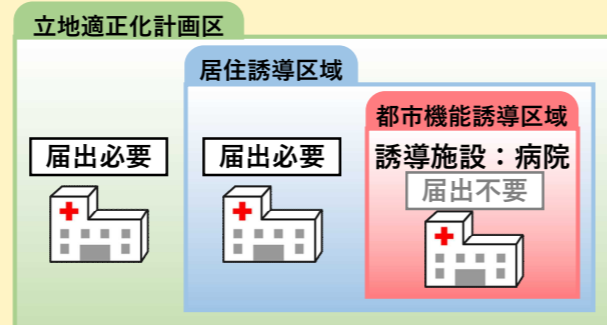 立地適正化計画区
居住誘導区域
都市機能誘導区域
届出必要
届出必要
誘導施設：病院
届出不要